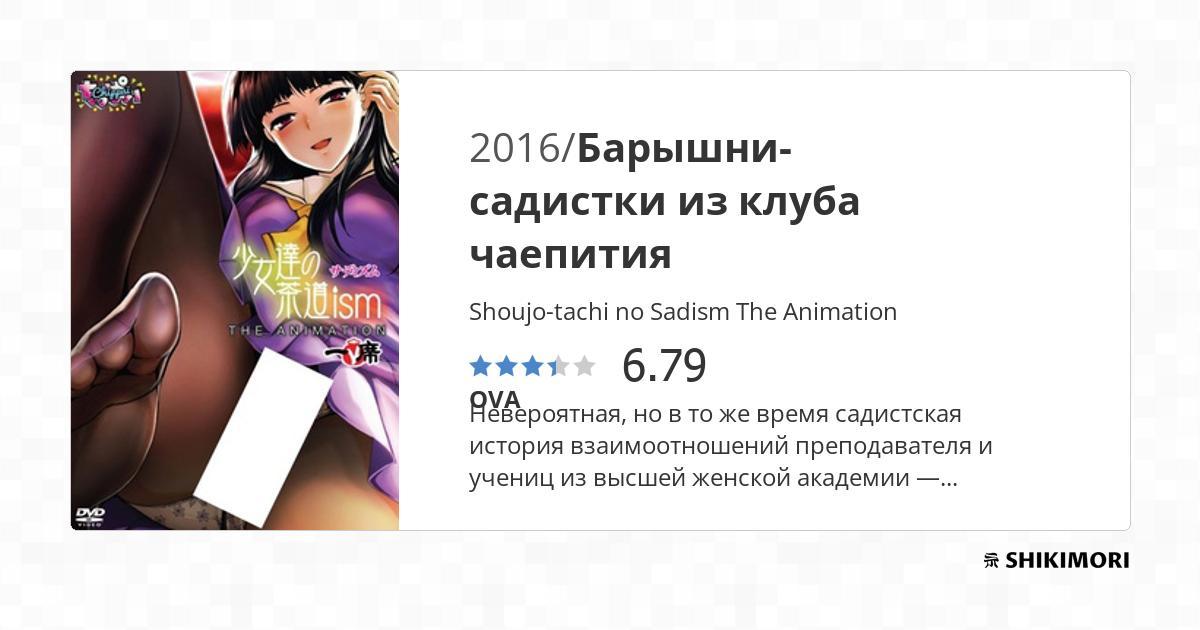 Chippai
少女達の
サディズム
茶道ism
THE ANIMATION
一席
DVD
VIDEO
2016/Барышни-
садистки из клуба
чаепития
Shoujo-tachi no Sadism The Animation
6.79
OVA
Невероятная, но в то же время садистская
история взаимоотношений преподавателя и
учениц из высшей женской академии —...
SHIKIMORI